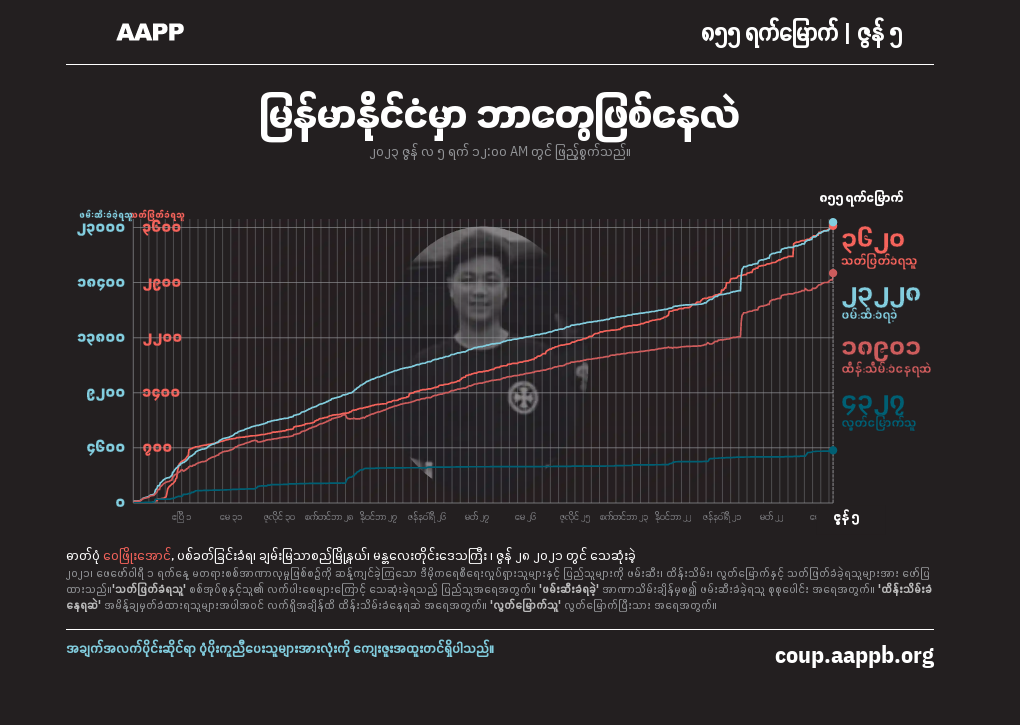 AAPP
၈၅၅ ရက်မြောက် | ဇွန် ၅
မြန်မာနိုင်ငံမှာ ဘာတွေဖြစ်နေလဲ
၂၀၂၃ ဇွန် လ ၅ ရက် ၁၂:၀၀ AM တွင် ဖြည့်စွက်သည်။
၈၅၅ ရက်မြောက်
ဖမ်းဆီးခံခဲ့ရသူ သတ်ဖြတ်ခံရသူ
၂၃၀၀၀ ၃၆၀၀
၁၈၄၀၀ ၂၉၀၀
၁၃၈၀၀ ၂၂၀၀
၉၂၀၀ ၁၄၀၀
၄၆၀၀ ၇၀၀
၀
၃၆၂၀
သတ်ဖြတ်ခံရသူ
၂၃၂၂၈
ဖမ်းဆီးခံရခဲ့
၁၈၉၀၁
ထိန်းသိမ်းခံနေရဆဲ
၄၃၂၇
လွတ်မြောက်သူ
ဧပြီ ၁ မေ ၃၁ ဇူလိုင် ၃၀ စက်တင်ဘာ ၂၈ နိုဝင်ဘာ ၂၇ ဇန်နဝါရီ ၂၆ မတ် ၂၇ မေ ၂၆ ဇူလိုင် ၂၅ စက်တင်ဘာ ၂၃ နိုဝင်ဘာ ၂၂ ဇန်နဝါရီ ၂၁ မတ် ၂၂ ဇွန် ၅
ဓာတ်ပုံ ဝေဖြိုးအောင်, ပစ်ခတ်ခြင်းခံရ၊ ချမ်းမြသာစည်မြို့နယ်၊ မန္တလေးတိုင်းဒေသကြီး ၊ ဇွန် ၂၈ ၂၀၂၁ တွင် သေဆုံးခဲ့
၂၀၂၁၊ ဖေဖော်ဝါရီ ၁ ရက်နေ့ မတရားစစ်အာဏာလုမှုဖြစ်စဉ်ကို ဆန့်ကျင်ခဲ့ကြသော ဒီမိုကရေစီရေးလှုပ်ရှားသူများနှင့် ပြည်သူများကို ဖမ်းဆီး၊ ထိန်းသိမ်း၊ လွတ်မြောက်နှင့် သတ်ဖြတ်ခံခဲ့ရသူများအား ဖော်ပြ
ထားသည်။'သတ်ဖြတ်ခံရသူ' စစ်အုပ်စုနှင့်သူ၏ လက်ပါးစေများကြောင့် သေဆုံးခဲ့ရသည့် ပြည်သူအရေအတွက်။ 'ဖမ်းဆီးခံရခဲ့' အာဏာသိမ်းချိန်မှစ၍ ဖမ်းဆီးခံခဲ့ရသူ စုစုပေါင်း အရေအတွက်။ 'ထိန်းသိမ်းခံ
နေရဆဲ' အမိန့်ချမှတ်ခံထားရသူများအပါအဝင် လက်ရှိအချိန်ထိ ထိန်းသိမ်းခံနေရဆဲ အရေအတွက်။ 'လွတ်မြောက်သူ' လွတ်မြောက်ပြီးသား အရေအတွက်။
အချက်အလက်ပိုင်းဆိုင်ရာ ပံ့ပိုးကူညီပေးသူများအားလုံးကို ကျေးဇူးအထူးတင်ရှိပါသည်။
coup.aappb.org